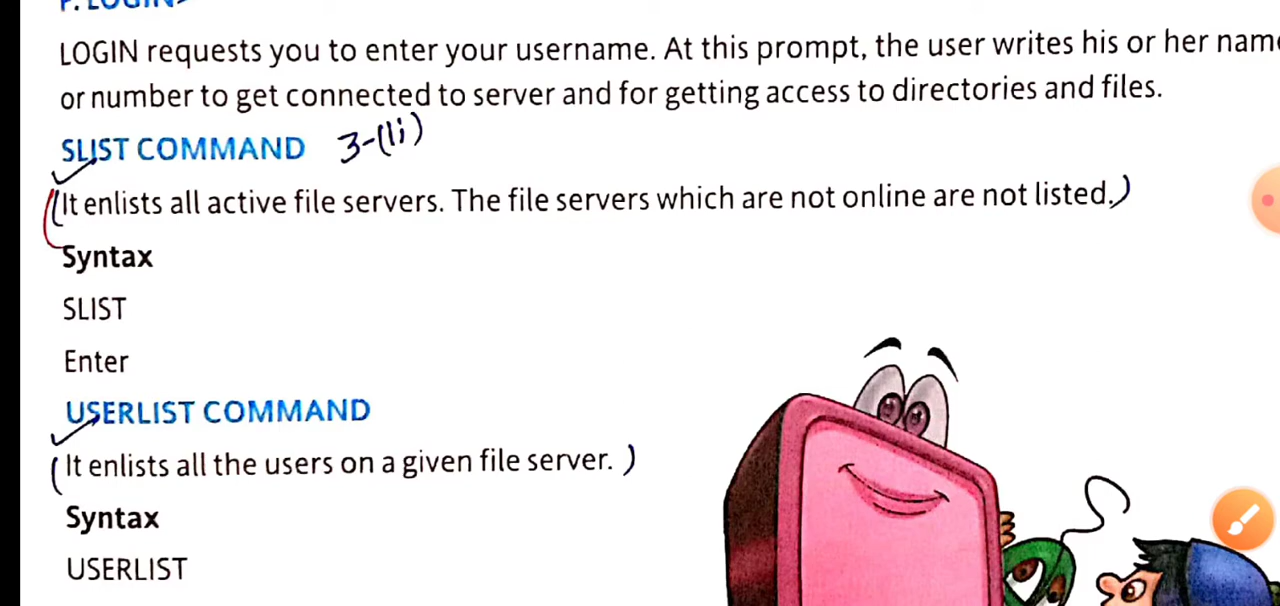 F: LOGIN>
LOGIN requests you to enter your username. At this prompt, the user writes his or her name
or number to get connected to server and for getting access to directories and files.
SLIST COMMAND 3-(ii)
(It enlists all active file servers. The file servers which are not online are not listed.)
Syntax
SLIST
Enter
USERLIST COMMAND
(It enlists all the users on a given file server.)
Syntax
USERLIST